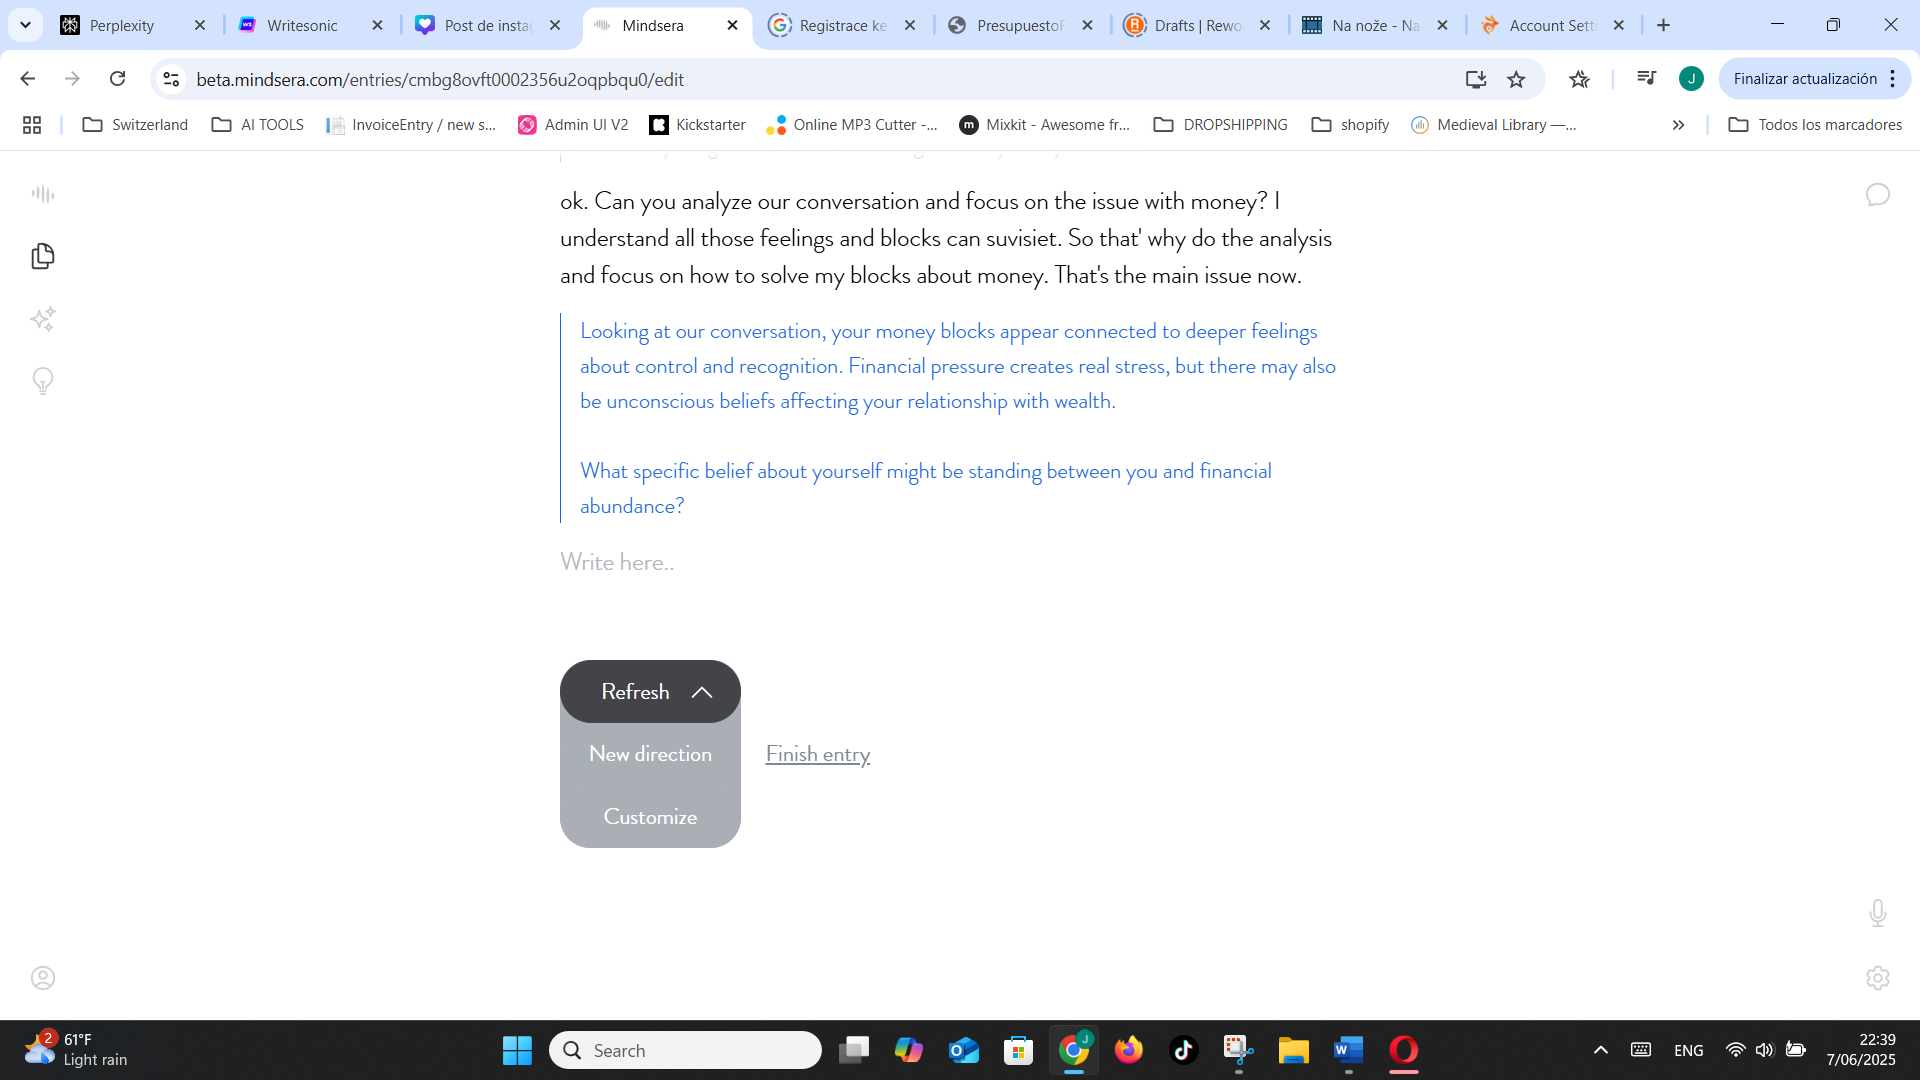 Perplexity
Writesonic
Post de insta
Mindsera
Registrace ke
Presupuesto
Drafts | Rewo
Na nože - Na
Account Setti
beta.mindsera.com/entries/cmbg8ovft0002356u2oqpbqu0/edit
J
Finalizar actualización
Switzerland
AI TOOLS
InvoiceEntry / new s...
Admin UI V2
Kickstarter
Online MP3 Cutter -...
Mixkit - Awesome fr...
DROPSHIPPING
shopify
Medieval Library —...
Todos los marcadores
ok. Can you analyze our conversation and focus on the issue with money? I
understand all those feelings and blocks can suvisiet. So that' why do the analysis
and focus on how to solve my blocks about money. That's the main issue now.
Looking at our conversation, your money blocks appear connected to deeper feelings
about control and recognition. Financial pressure creates real stress, but there may also
be unconscious beliefs affecting your relationship with wealth.
What specific belief about yourself might be standing between you and financial
abundance?
Write here..
Refresh
New direction
Finish entry
Customize
2
61°F
Light rain
Search
J
ENG
22:39
7/06/2025